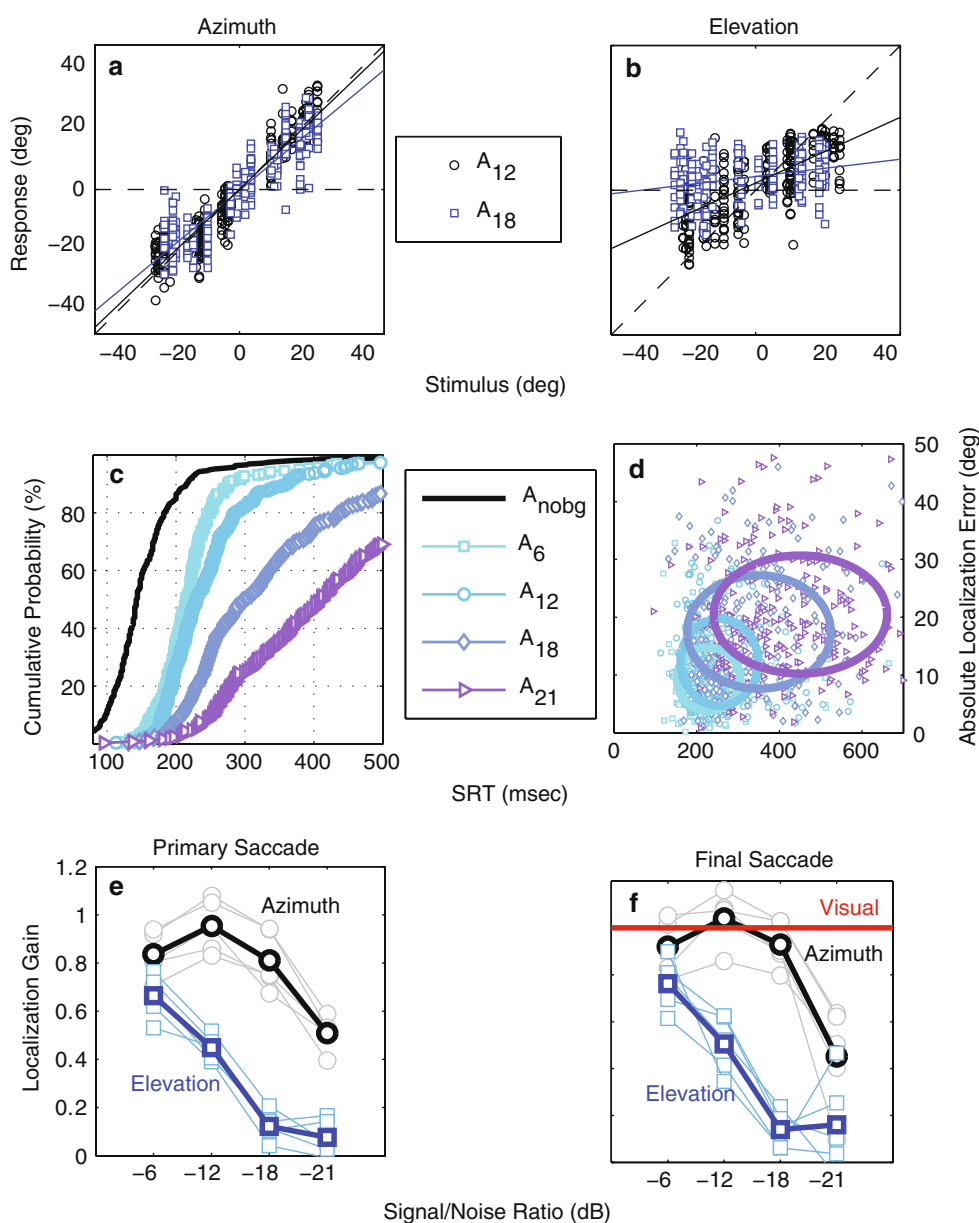 Azimuth
Elevation
a
b
Response (deg)
40
20
0
−20
−40
A12
A18
−40 −20 0 20 40
−40 −20 0 20 40
Stimulus (deg)
c
d
Cumulative Probability (%)
80
60
40
20
100 200 300 400 500
Anobg
A6
A12
A18
A21
Absolute Localization Error (deg)
50
40
30
20
10
0
0 200 400 600
SRT (msec)
Primary Saccade
Final Saccade
e
f
Localization Gain
1.2
1
0.8
0.6
0.4
0.2
0
Azimuth
Elevation
Visual
Azimuth
Elevation
−6 −12 −18 −21
−6 −12 −18 −21
Signal/Noise Ratio (dB)